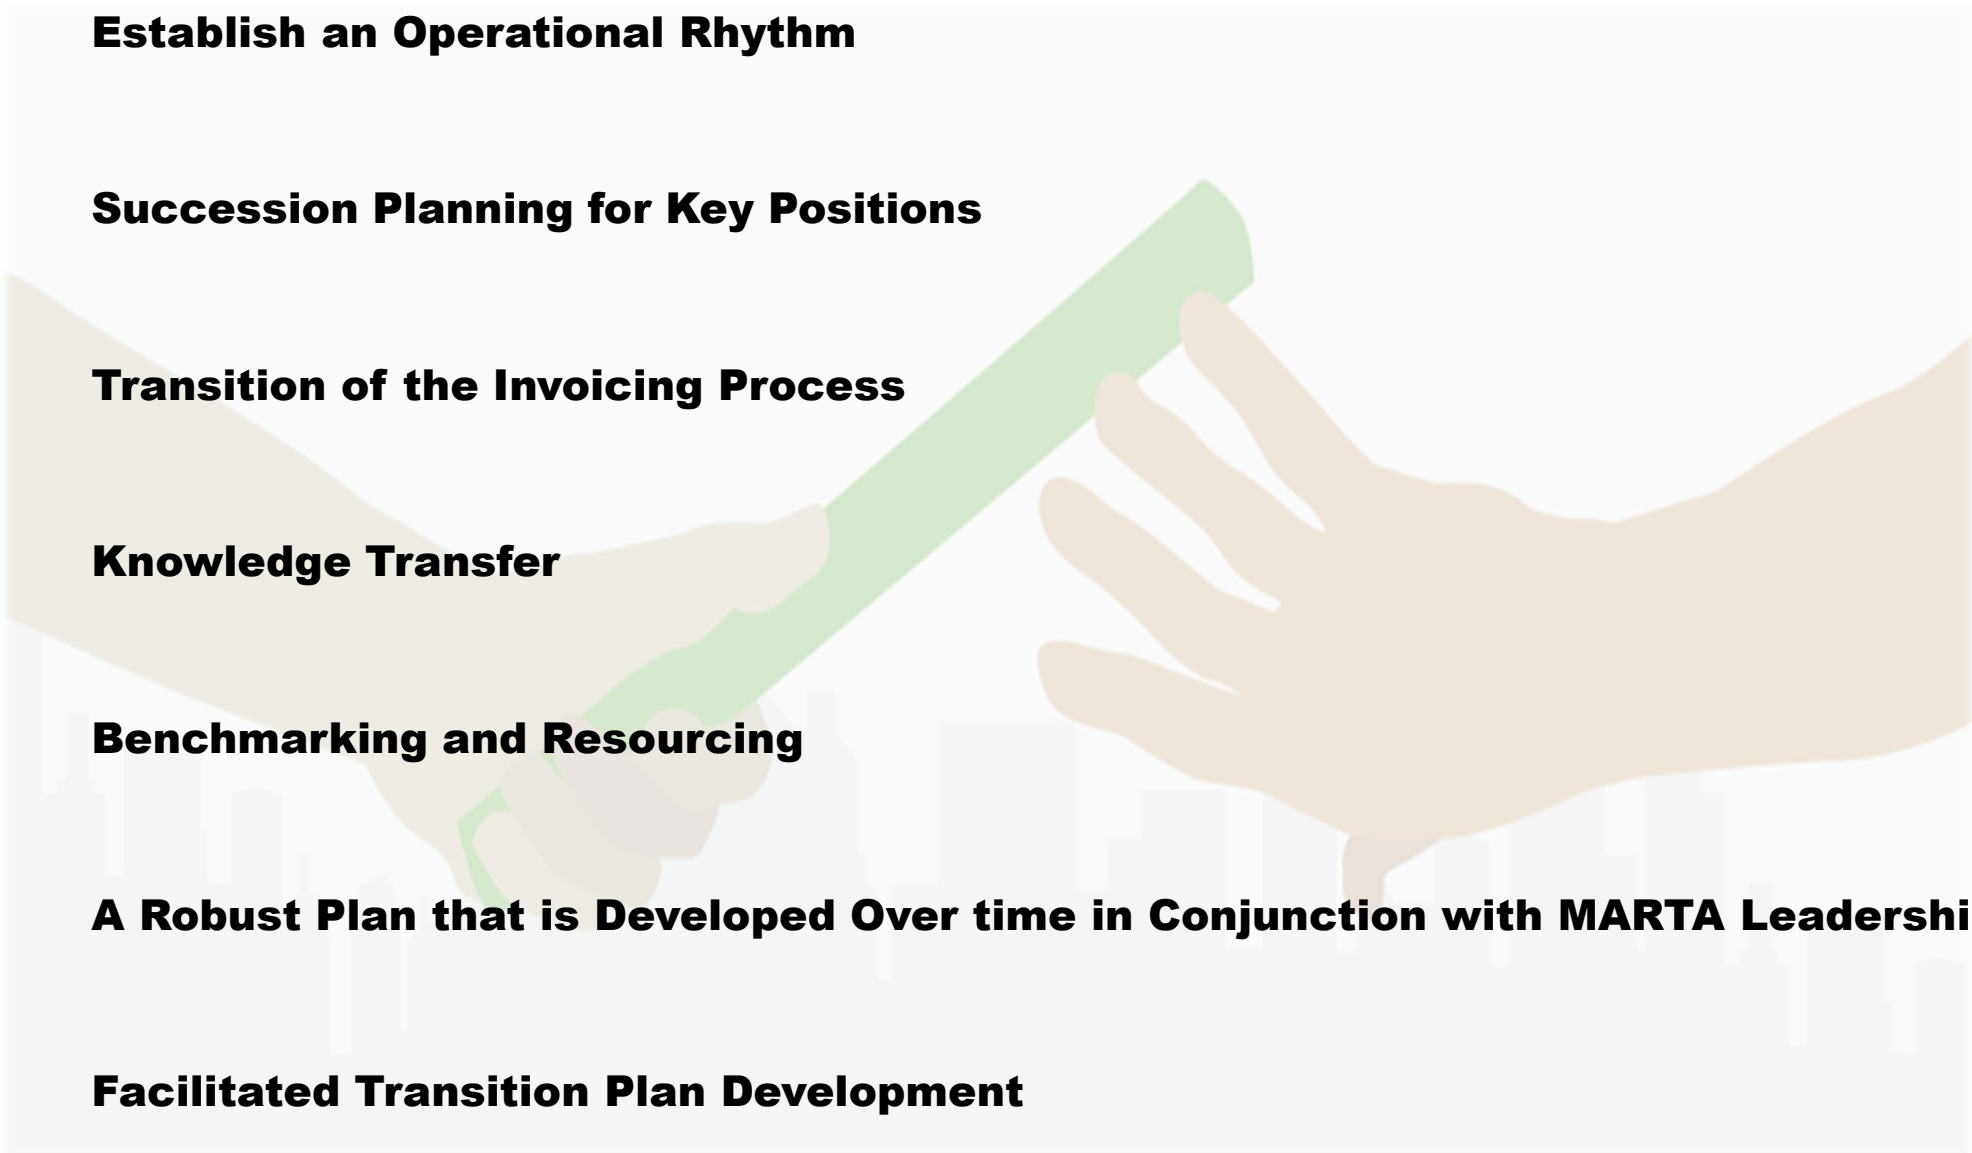 Establish an Operational Rhythm
Succession Planning for Key Positions
Transition of the Invoicing Process
Knowledge Transfer
Benchmarking and Resourcing
A Robust Plan that is Developed Over time in Conjunction with MARTA Leadershi
Facilitated Transition Plan Development